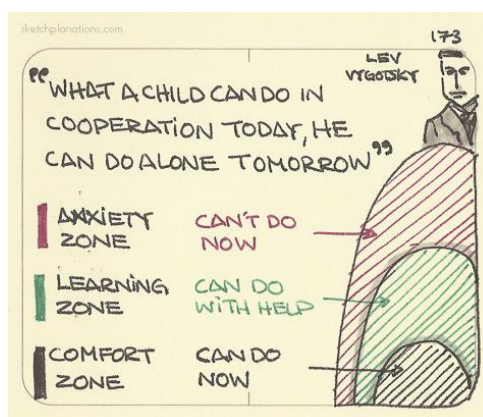 sketchplanations.com
173
LEV
VYGOTSKY
"WHAT A CHILD CAN DO IN
COOPERATION TODAY, HE
CAN DO ALONE TOMORROW"
ANXIETY
ZONE
CAN'T DO
NOW
LEARNING
ZONE
CAN DO
WITH HELP
COMFORT
ZONE
CAN DO
NOW